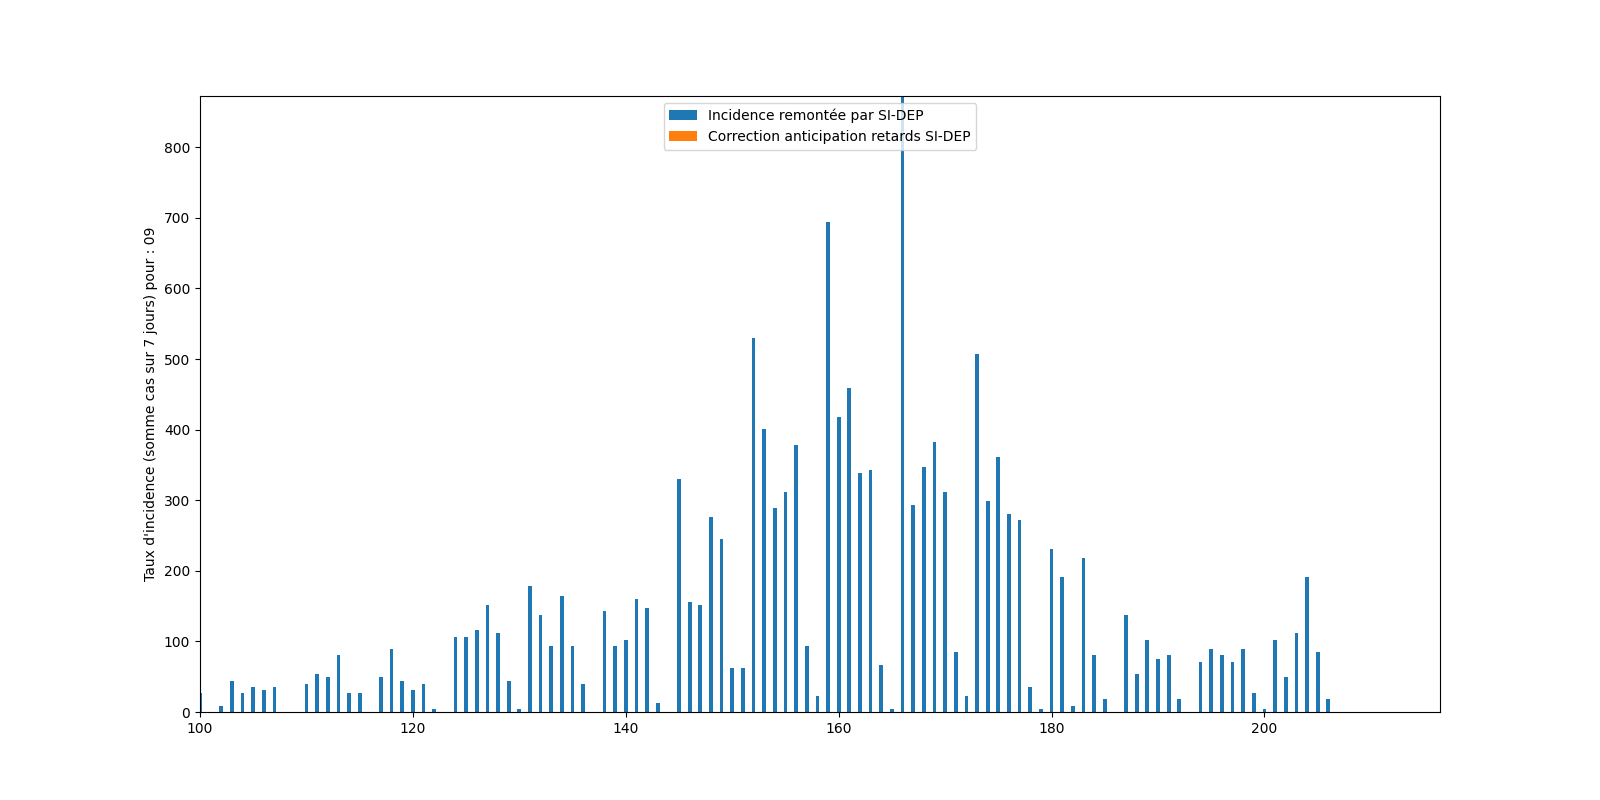 Incidence remontée par SI-DEP
Correction anticipation retards SI-DEP
Taux d'incidence (somme cas sur 7 jours) pour : 09
800
700
600
500
400
300
200
100
0
100 120 140 160 180 200